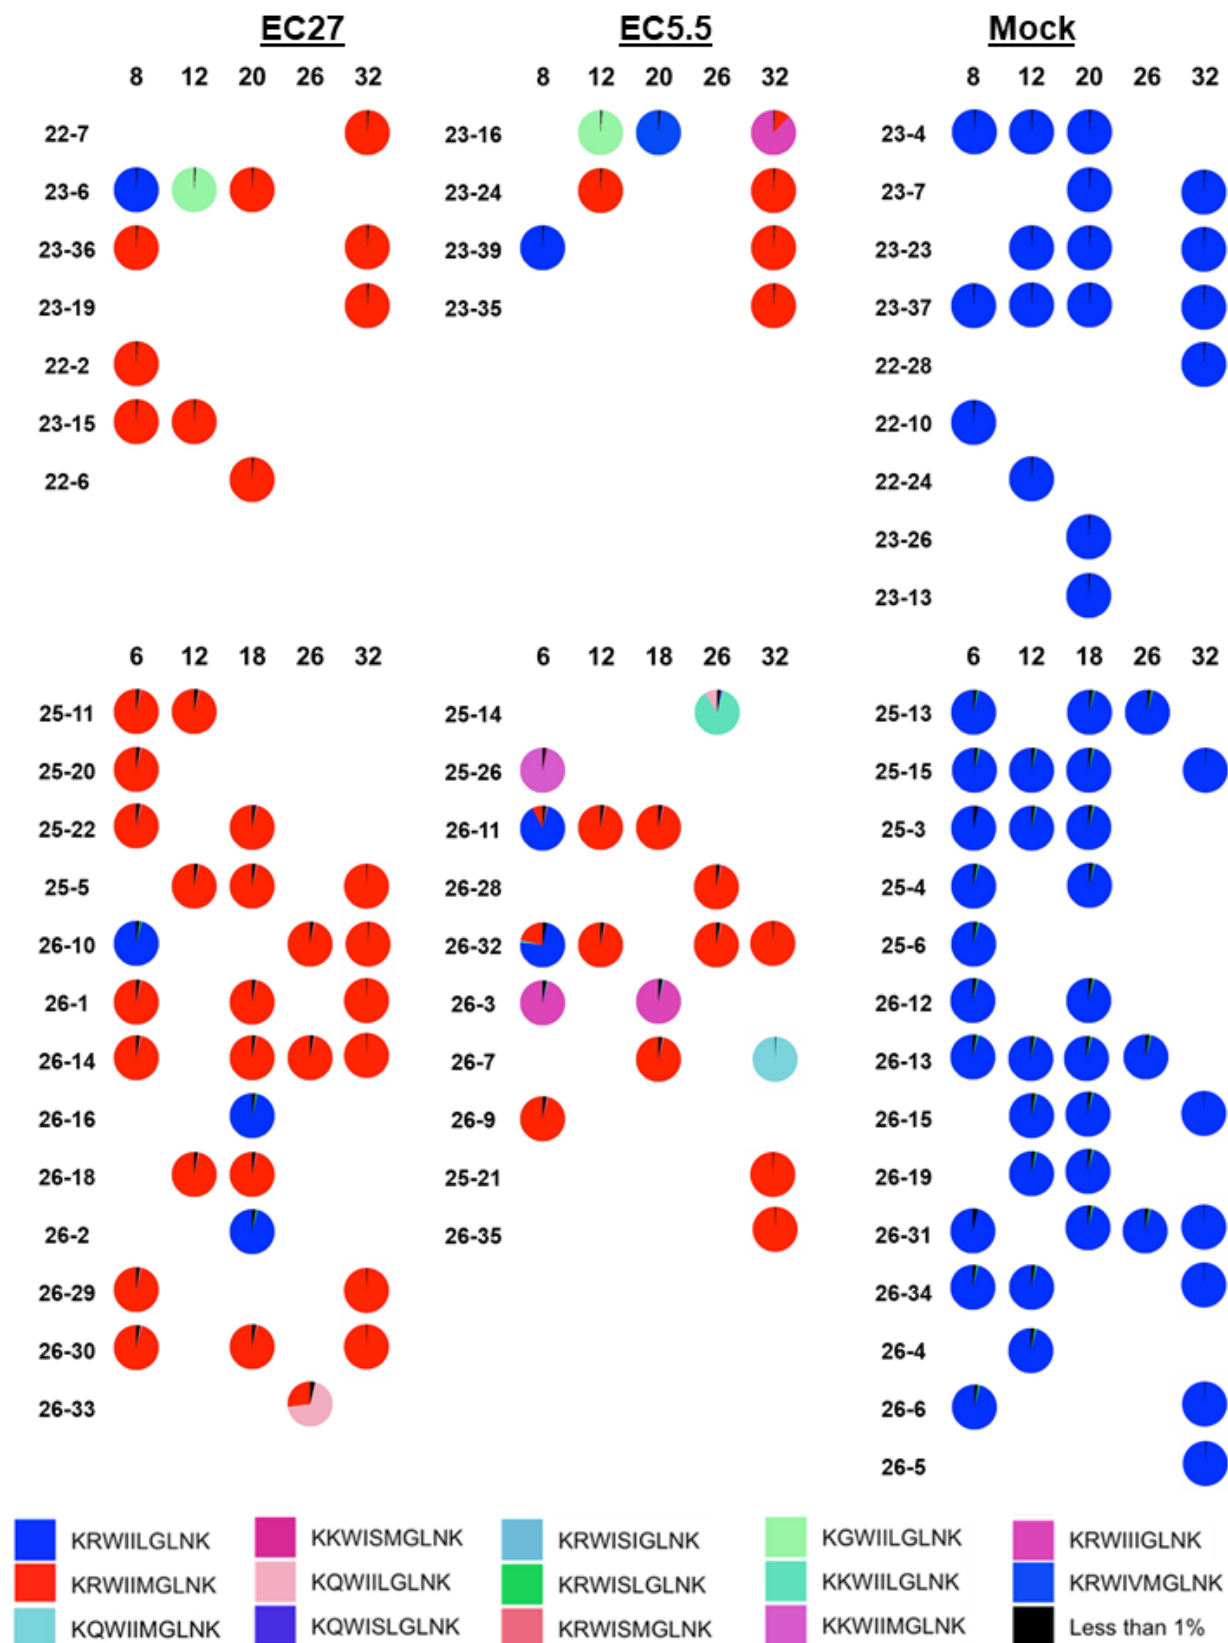 EC27 EC5.5 Mock
8 12 20 26 32 8 12 20 26 32 8 12 20 26 32
22-7 23-16 23-4
23-6 23-24 23-7
23-36 23-39 23-23
23-19 23-35 23-37
22-2 22-28
23-15 22-10
22-6 22-24
23-26
23-13
6 12 18 26 32 6 12 18 26 32 6 12 18 26 32
25-11 25-14 25-13
25-20 25-26 25-15
25-22 26-11 25-3
25-5 26-28 25-4
26-10 26-32 25-6
26-1 26-3 26-12
26-14 26-7 26-13
26-16 26-9 26-15
26-18 25-21 26-19
26-2 26-35 26-31
26-29 26-34
26-30 26-4
26-33 26-6
26-5
KRWIILGLNK KKWISMGLNK KRWISIGLNK KGWIILGLNK KRWIIIGLNK
KRWIIMGLNK KQWIILGLNK KRWISLGLNK KKWIILGLNK KRWIVMGLNK
KQWIIMGLNK KQWISLGLNK KRWISMGLNK KKWIIMGLNK Less than 1%